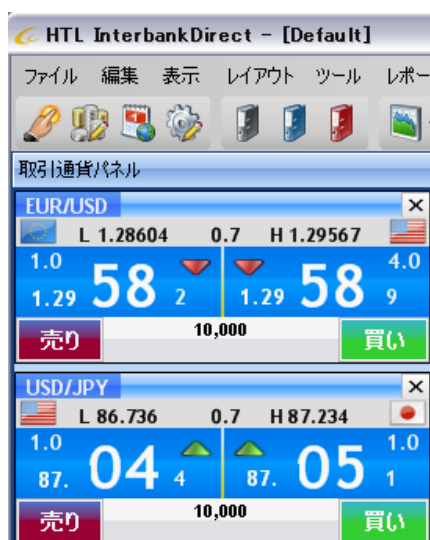 HTL InterbankDirect - [Default]
ファイル 編集 表示 レイアウト ツール レポー
取引通貨パネル
EUR/USD
L 1.28604 0.7 H 1.29567
1.0 4.0
1.29 58 2 1.29 58 9
売り 10,000 買い
USD/JPY
L 86.736 0.7 H 87.234
1.0 1.0
87. 04 4 87. 05 1
売り 10,000 買い